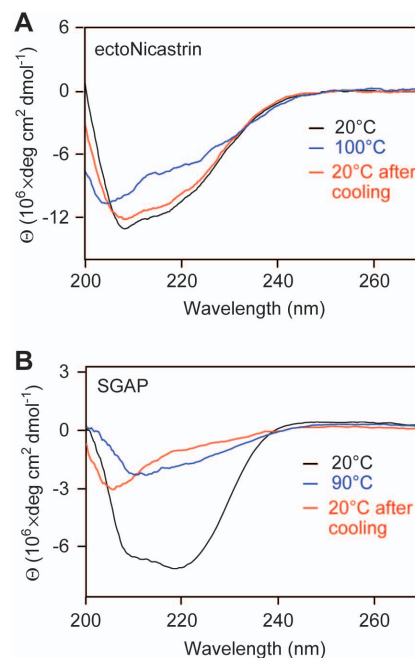 A
ectoNicastrin
6
0
-6
-12
Θ (10⁶×deg cm² dmol⁻¹)
20°C
100°C
20°C after
cooling
200 220 240 260
Wavelength (nm)
B
SGAP
3
0
-3
-6
Θ (10⁶×deg cm² dmol⁻¹)
20°C
90°C
20°C after
cooling
200 220 240 260
Wavelength (nm)